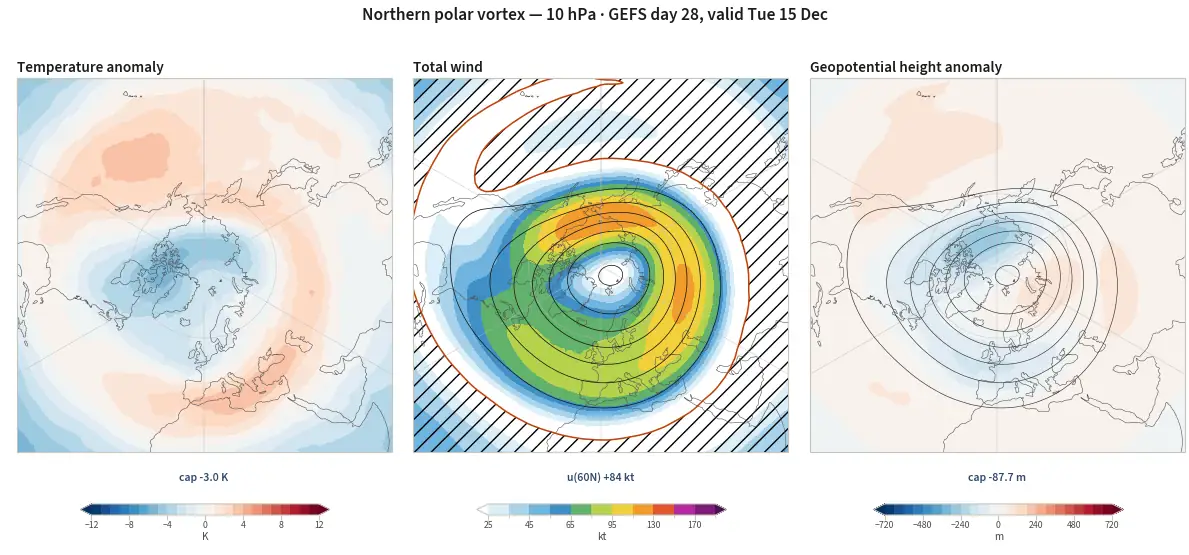 Northern polar vortex — 10 hPa · GEFS day 28, valid Tue 15 Dec
Temperature anomaly
Total wind
Geopotential height anomaly
cap -3.0 K
u(60N) +84 kt
cap -87.7 m
−12 −8 −4 0 4 8 12
K
25 45 65 95 130 170
kt
−720 −480 −240 0 240 480 720
m